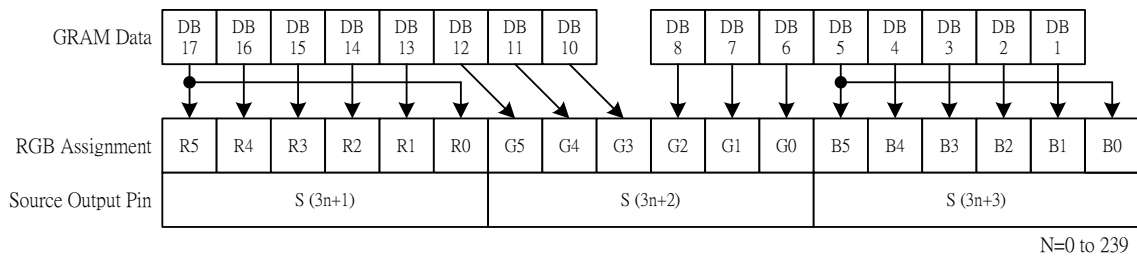 GRAM Data DB 17 DB 16 DB 15 DB 14 DB 13 DB 12 DB 11 DB 10 DB 8 DB 7 DB 6 DB 5 DB 4 DB 3 DB 2 DB 1
RGB Assignment R5 R4 R3 R2 R1 R0 G5 G4 G3 G2 G1 G0 B5 B4 B3 B2 B1 B0
Source Output Pin S (3n+1) S (3n+2) S (3n+3)
N=0 to 239